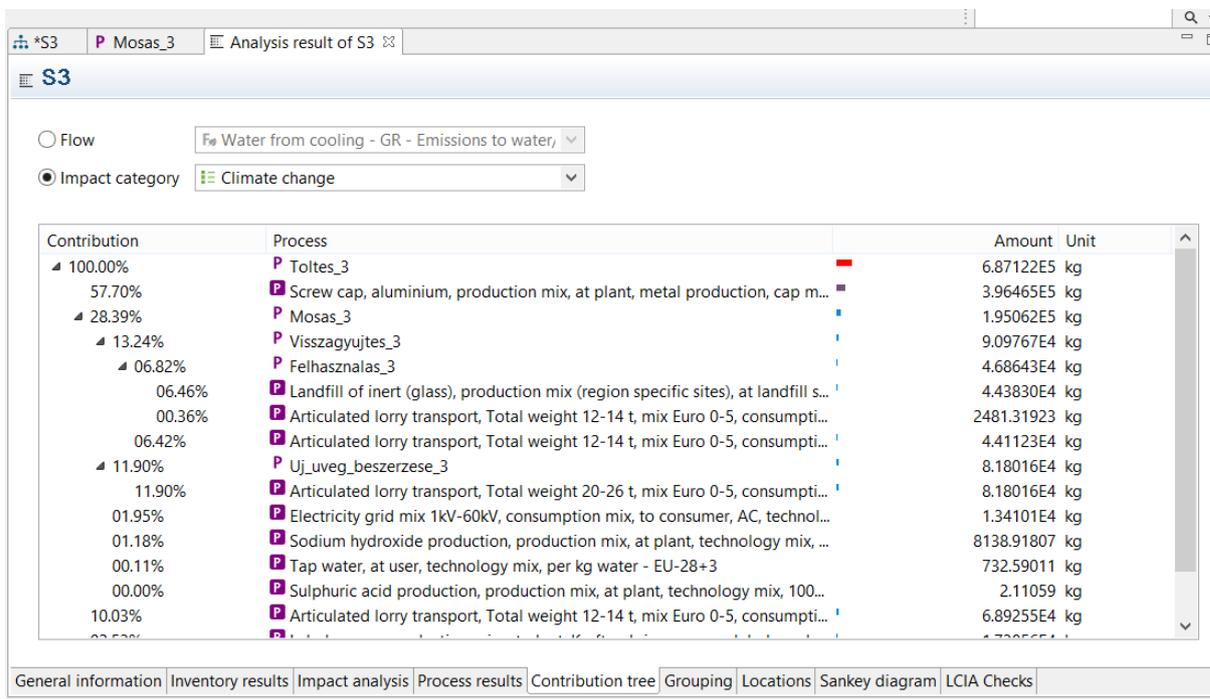 *S3 P Mosas_3 Analysis result of S3
S3
Flow Water from cooling - GR - Emissions to water/
Impact category Climate change
Contribution Process Amount Unit
100.00% P Toltes_3 6.87122E5 kg
57.70% P Screw cap, aluminium, production mix, at plant, metal production, cap m... 3.96465E5 kg
28.39% P Mosas_3 1.95062E5 kg
13.24% P Visszagyujtes_3 9.09767E4 kg
06.82% P Felhasznalas_3 4.68643E4 kg
06.46% P Landfill of inert (glass), production mix (region specific sites), at landfill s... 4.43830E4 kg
00.36% P Articulated lorry transport, Total weight 12-14 t, mix Euro 0-5, consumpti... 2481.31923 kg
06.42% P Articulated lorry transport, Total weight 12-14 t, mix Euro 0-5, consumpti... 4.41123E4 kg
11.90% P Uj_uveg_beszerzese_3 8.18016E4 kg
11.90% P Articulated lorry transport, Total weight 20-26 t, mix Euro 0-5, consumpti... 8.18016E4 kg
01.95% P Electricity grid mix 1kV-60kV, consumption mix, to consumer, AC, technol... 1.34101E4 kg
01.18% P Sodium hydroxide production, production mix, at plant, technology mix, ... 8138.91807 kg
00.11% P Tap water, at user, technology mix, per kg water - EU-28+3 732.59011 kg
00.00% P Sulphuric acid production, production mix, at plant, technology mix, 100... 2.11059 kg
10.03% P Articulated lorry transport, Total weight 12-14 t, mix Euro 0-5, consumpti... 6.89255E4 kg
General information Inventory results Impact analysis Process results Contribution tree Grouping Locations Sankey diagram LCIA Checks